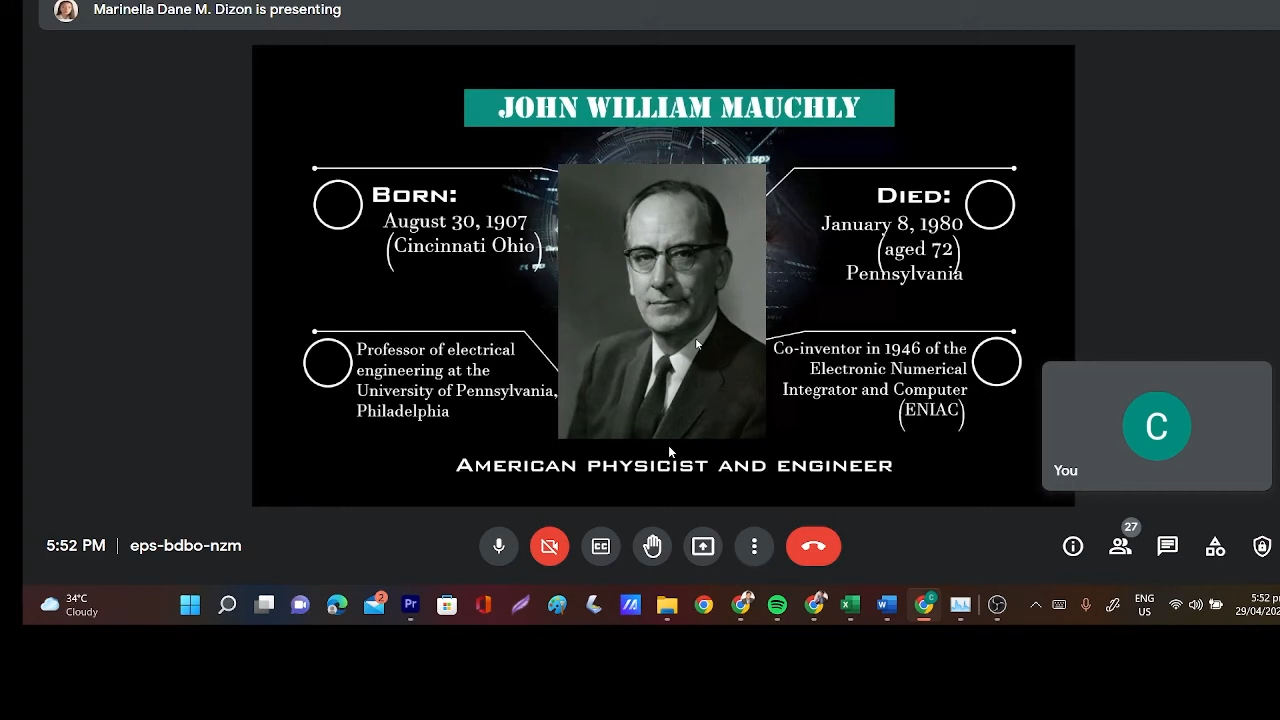 Marinella Dane M. Dizon is presenting
JOHN WILLIAM MAUCHLY
BORN:
August 30, 1907
(Cincinnati Ohio)
DIED:
January 8, 1980
(aged 72)
Pennsylvania
Professor of electrical
engineering at the
University of Pennsylvania,
Philadelphia
Co-inventor in 1946 of the
Electronic Numerical
Integrator and Computer
(ENIAC)
AMERICAN PHYSICIST AND ENGINEER
C
You
5:52 PM | eps-bdbo-nzm
CC
27
34°C
Cloudy
2
Pr
C
ENG
US
5:52
29/04/202